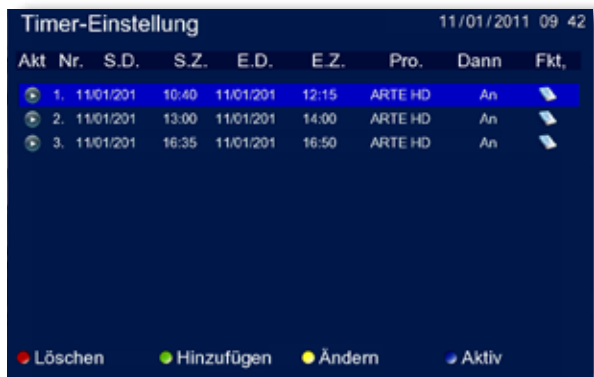 Timer-Einstellung 11/01/2011 09 42
Akt Nr. S.D. S.Z. E.D. E.Z. Pro. Dann Fkt,
1. 11/01/201 10:40 11/01/201 12:15 ARTE HD An
2. 11/01/201 13:00 11/01/201 14:00 ARTE HD An
3. 11/01/201 16:35 11/01/201 16:50 ARTE HD An
Löschen Hinzufügen Ändern Aktiv